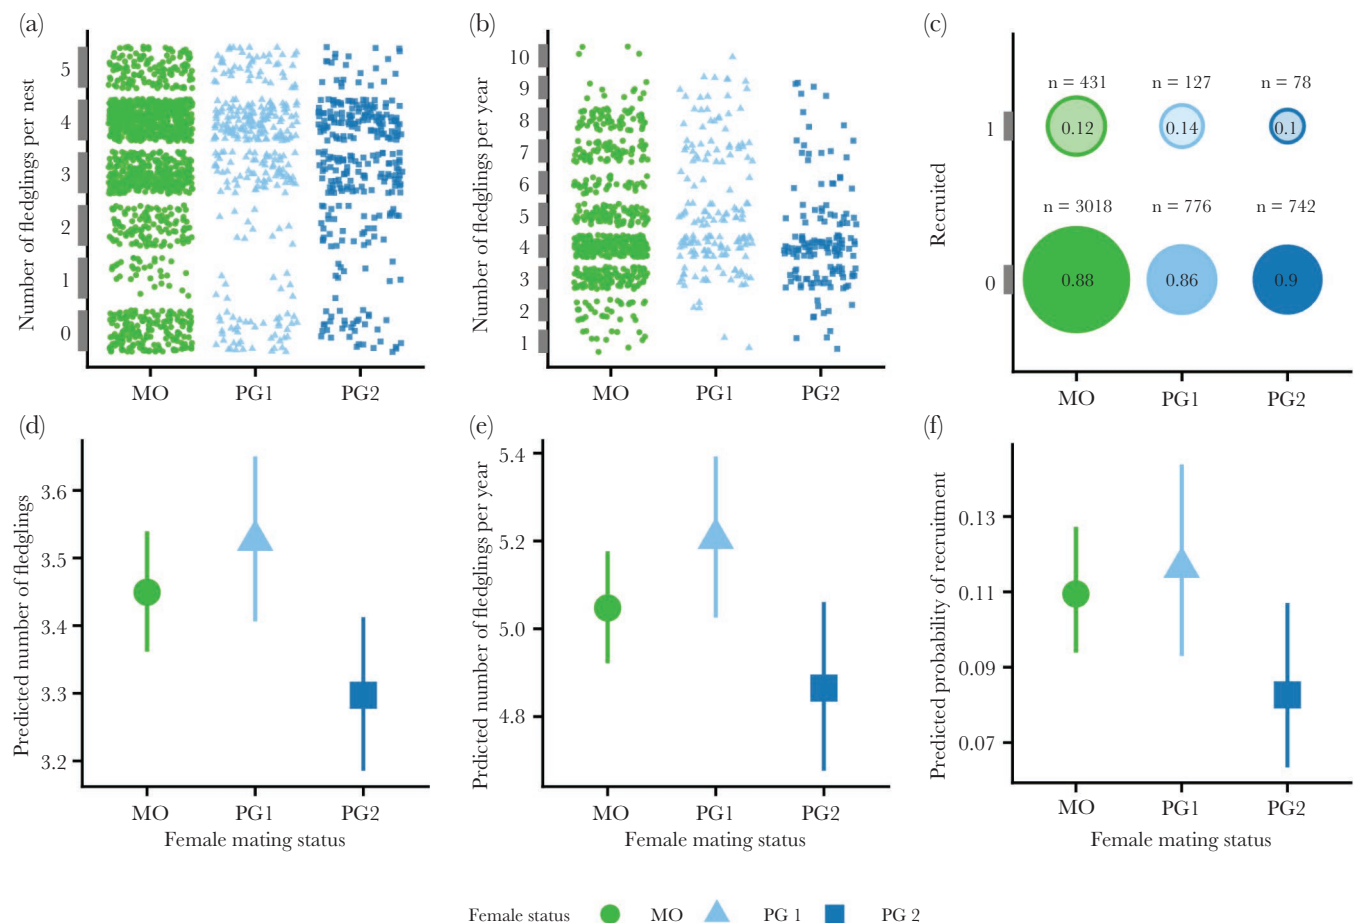 (a)
Number of fledglings per nest
5
4
3
2
1
0
MO PG1 PG2
(b)
Number of fledglings per year
10
9
8
7
6
5
4
3
2
1
MO PG1 PG2
(c)
Recruited
n = 431 n = 127 n = 78
1
0.12 0.14 0.1
n = 3018 n = 776 n = 742
0
0.88 0.86 0.9
MO PG1 PG2
(d)
Predicted number of fledglings
3.6
3.5
3.4
3.3
3.2
MO PG1 PG2
Female mating status
(e)
Prdicted number of fledglings per year
5.4
5.2
5.0
4.8
MO PG1 PG2
(f)
Predicted probability of recruitment
0.13
0.11
0.09
0.07
MO PG1 PG2
Female mating status
Female status MO PG 1 PG 2